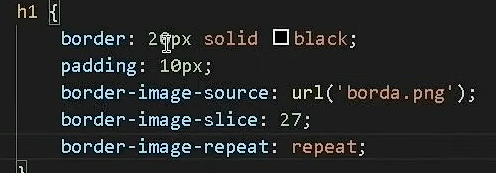 h1 {
border: solid black;
padding: 10px;
border-image-source: url('borda.png');
border-image-slice: 27;
border-image-repeat: repeat;
}